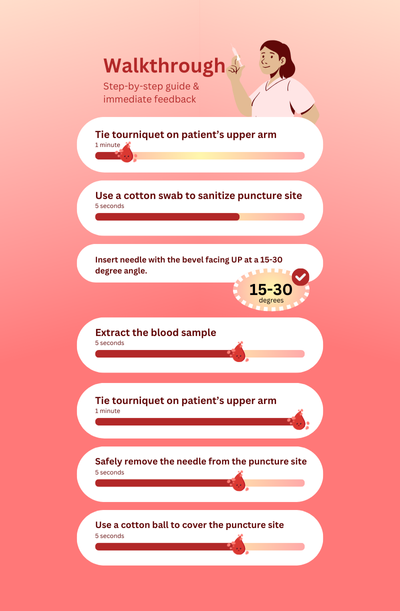 Walkthrough
Step-by-step guide &
immediate feedback
Tie tourniquet on patient's upper arm
1 minute
Use a cotton swab to sanitize puncture site
5 seconds
Insert needle with the bevel facing UP at a 15-30
degree angle.
15-30
degrees
Extract the blood sample
5 seconds
Tie tourniquet on patient's upper arm
1 minute
Safely remove the needle from the puncture site
5 seconds
Use a cotton ball to cover the puncture site
5 seconds